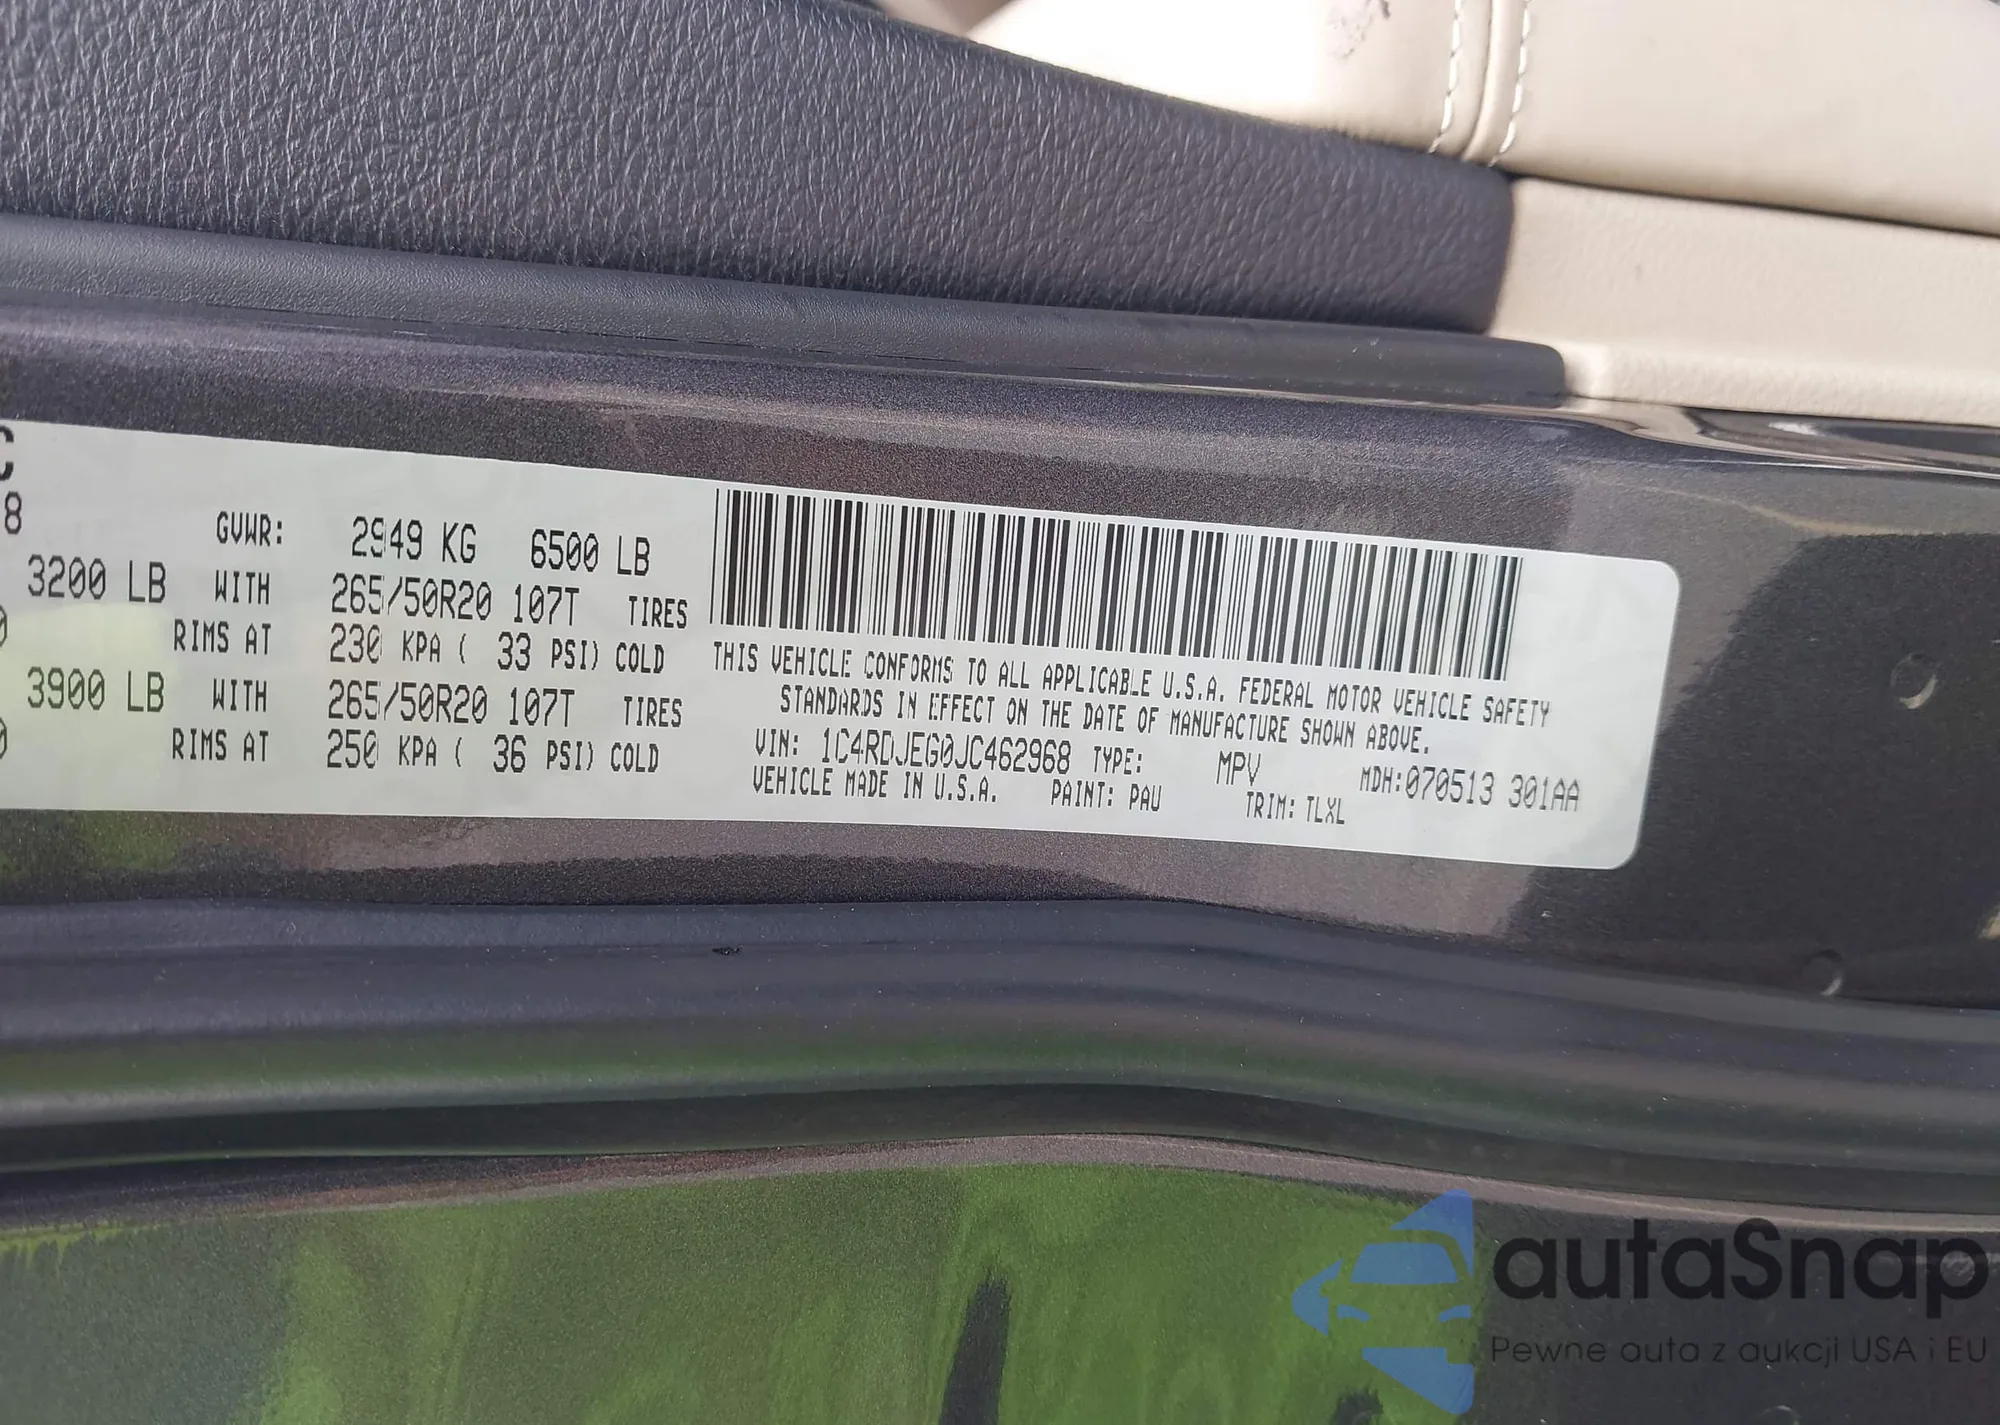 C
8
GVWR: 2949 KG 6500 LB
3200 LB WITH 265/50R20 107T TIRES
0 RIMS AT 230 KPA ( 33 PSI) COLD
3900 LB WITH 265/50R20 107T TIRES
0 RIMS AT 250 KPA ( 36 PSI) COLD
THIS VEHICLE CONFORMS TO ALL APPLICABLE U.S.A. FEDERAL MOTOR VEHICLE SAFETY
STANDARDS IN EFFECT ON THE DATE OF MANUFACTURE SHOWN ABOVE.
VIN: 1C4RDJEG0JC462968 TYPE: MPV MDH:070513 301AA
VEHICLE MADE IN U.S.A. PAINT: PAU TRIM: TLXL
autaSnap
Pewne auta z aukcji USA i EU